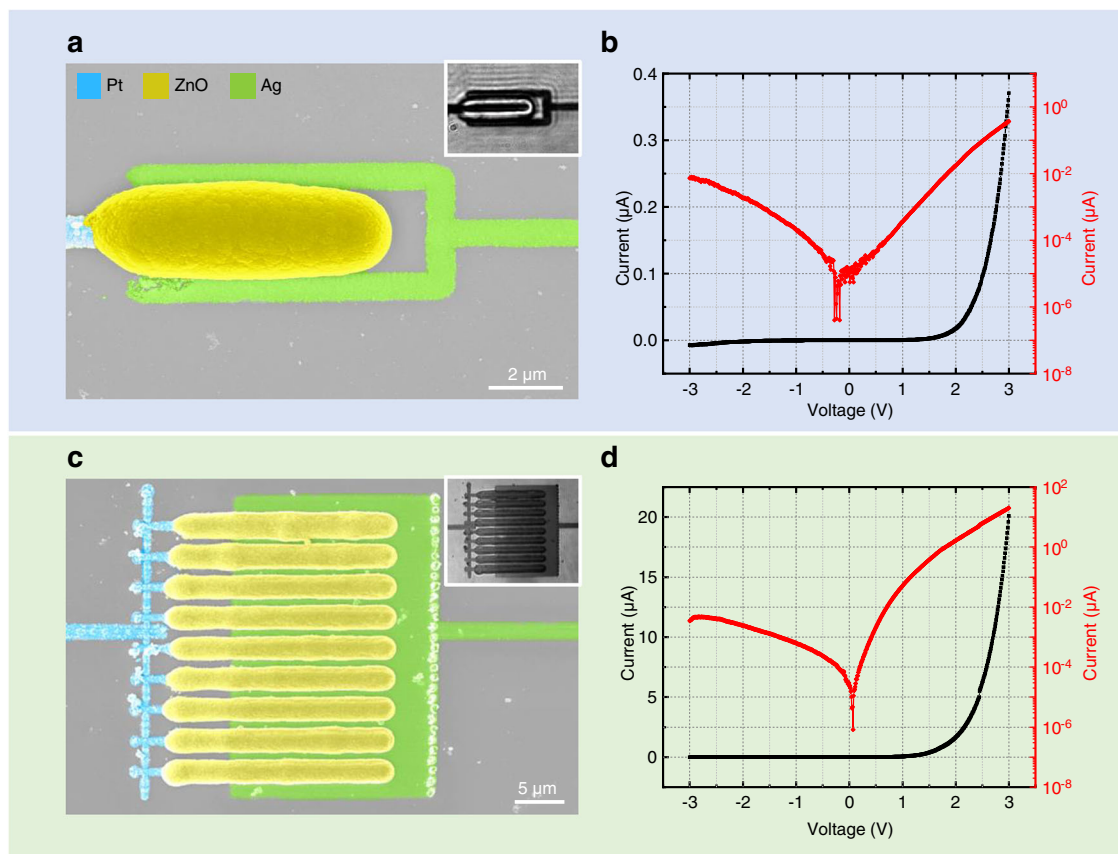 a
Pt ZnO Ag
2 µm
b
0.4
0.3
0.2
0.1
0.0
Current (µA)
10⁰
10⁻²
10⁻⁴
10⁻⁶
10⁻⁸
Current (µA)
-3 -2 -1 0 1 2 3
Voltage (V)
c
5 µm
d
20
15
10
5
0
Current (µA)
10²
10⁰
10⁻²
10⁻⁴
10⁻⁶
10⁻⁸
Current (µA)
-3 -2 -1 0 1 2 3
Voltage (V)